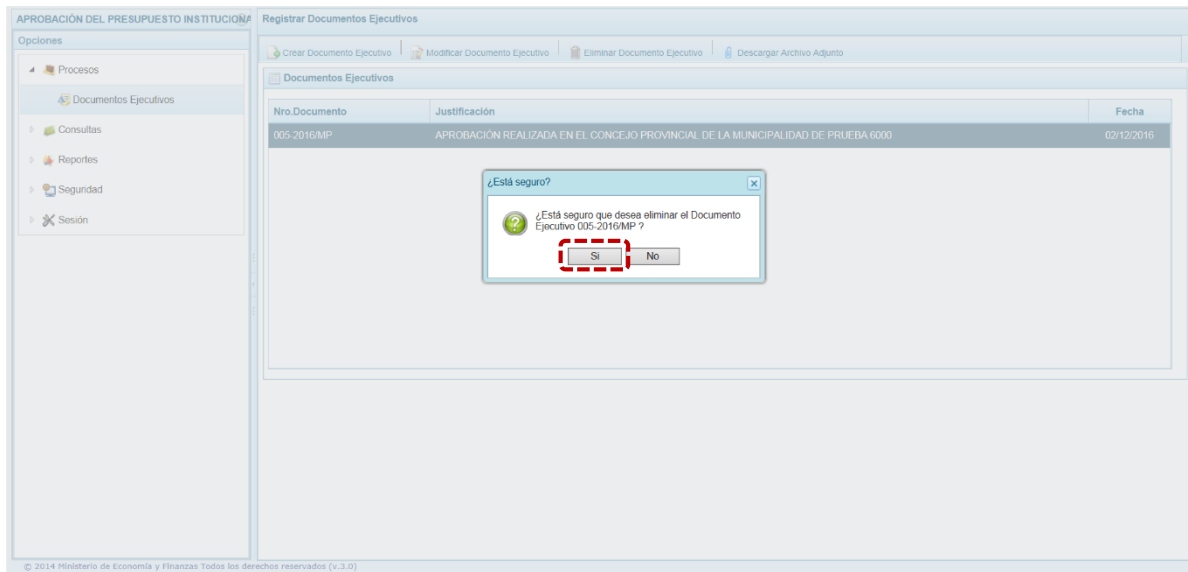 APROBACIÓN DEL PRESUPUESTO INSTITUCIONA
Registrar Documentos Ejecutivos
Opciones
Procesos
Documentos Ejecutivos
Consultas
Reportes
Seguridad
Sesión
Crear Documento Ejecutivo Modificar Documento Ejecutivo Eliminar Documento Ejecutivo Descargar Archivo Adjunto
Documentos Ejecutivos
Nro.Documento Justificación Fecha
005-2016/MP APROBACIÓN REALIZADA EN EL CONCEJO PROVINCIAL DE LA MUNICIPALIDAD DE PRUEBA 6000 02/12/2016
¿Está seguro?
¿Está seguro que desea eliminar el Documento
Ejecutivo 005-2016/MP ?
Si No
© 2014 Ministerio de Economía y Finanzas Todos los derechos reservados (v.3.0)